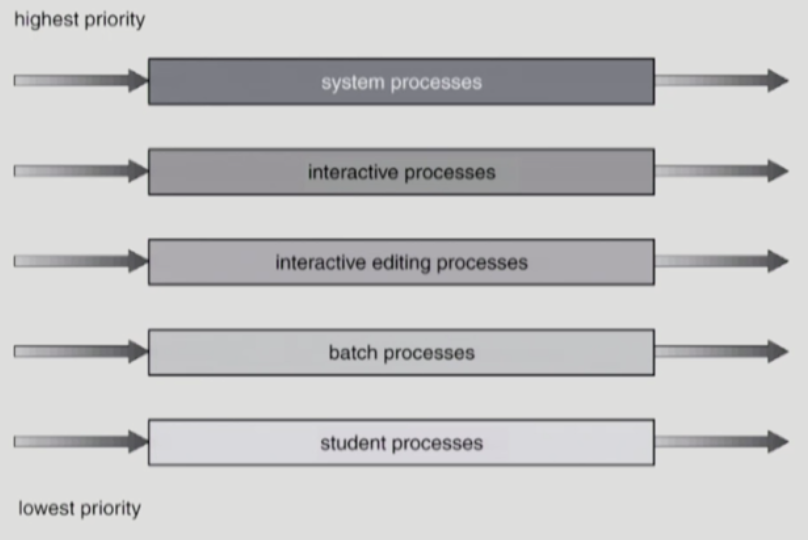 highest priority
system processes
interactive processes
interactive editing processes
batch processes
student processes
lowest priority